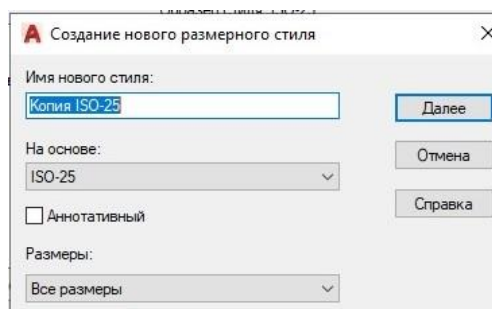 Создание нового размерного стиля
Имя нового стиля:
Копия ISO-25
Далее
На основе:
Отмена
ISO-25
Справка
Аннотативный
Размеры:
Все размеры